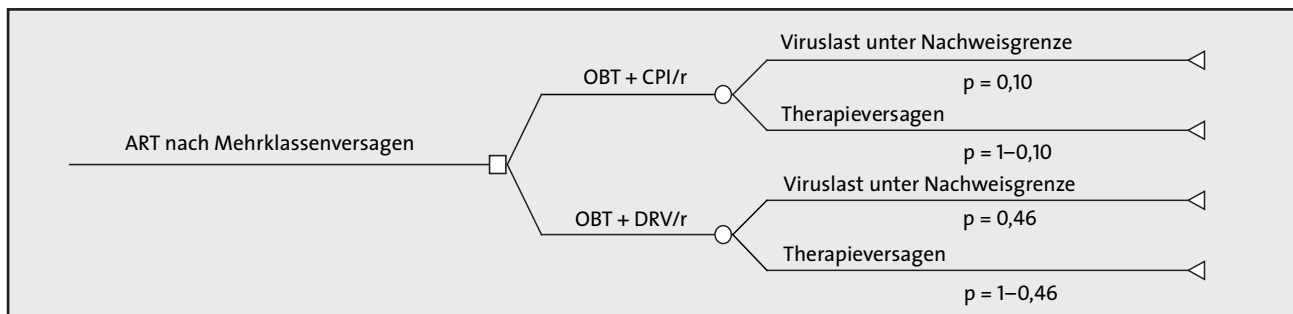 Viruslast unter Nachweisgrenze
OBT + CPI/r
p = 0,10
Therapieversagen
ART nach Mehrklassenversagen
p = 1–0,10
Viruslast unter Nachweisgrenze
OBT + DRV/r
p = 0,46
Therapieversagen
p = 1–0,46